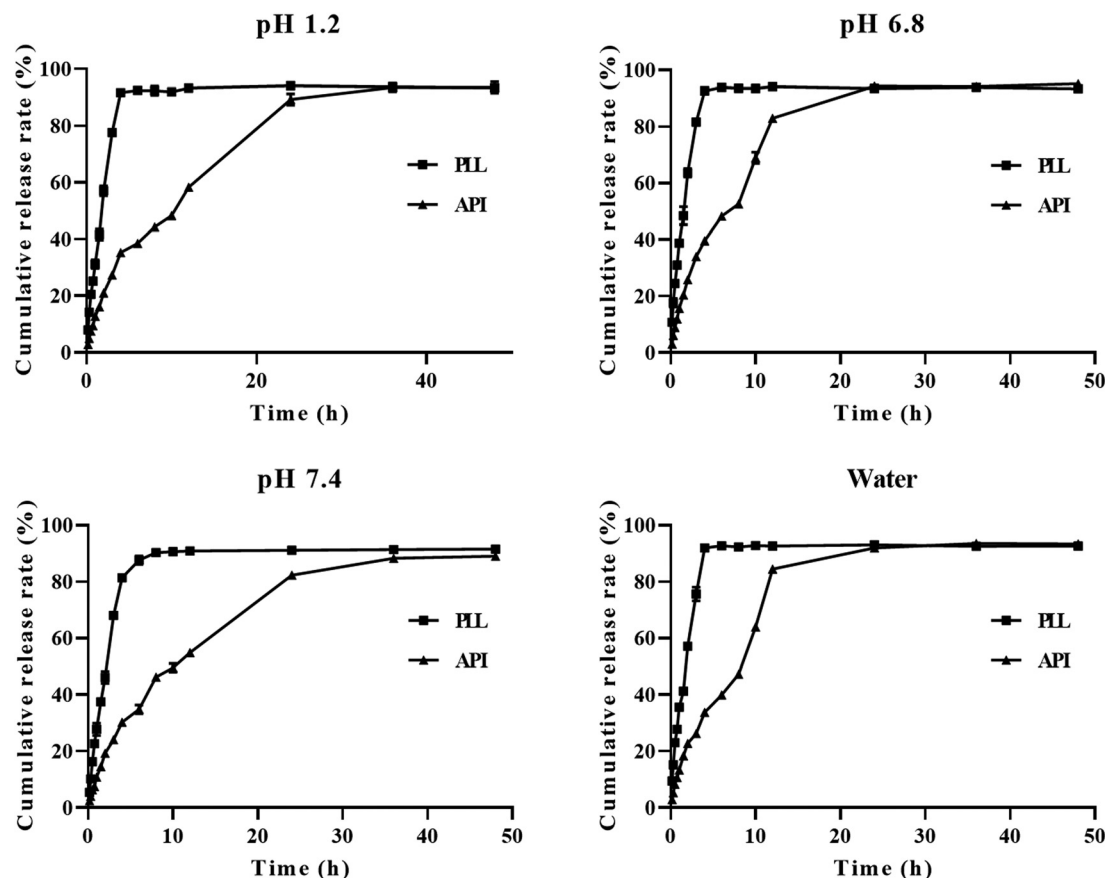 pH 1.2
Cumulative release rate (%)
100
80
60
40
20
0
0 20 40
Time (h)
PLL
API
pH 6.8
Cumulative release rate (%)
100
80
60
40
20
0
0 10 20 30 40 50
Time (h)
PLL
API
pH 7.4
Cumulative release rate (%)
100
80
60
40
20
0
0 10 20 30 40 50
Time (h)
PLL
API
Water
Cumulative release rate (%)
100
80
60
40
20
0
0 10 20 30 40 50
Time (h)
PLL
API